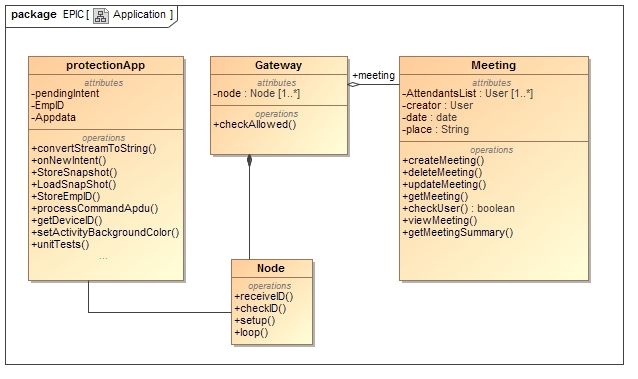 package EPIC [ Application ]
protectionApp
attributes
-pendingIntent
-EmpID
-Appdata
operations
+convertStreamToString()
+onNewIntent()
+StoreSnapshot()
+LoadSnapShot()
+StoreEmpID()
+processCommandApdu()
+getDeviceID()
+setActivityBackgroundColor()
+unitTests()
...
Gateway
attributes
-node : Node [1..*]
operations
+checkAllowed()
+meeting
Meeting
attributes
-AttendantsList : User [1..*]
-creator : User
-date : date
-place : String
operations
+createMeeting()
+deleteMeeting()
+updateMeeting()
+getMeeting()
+checkUser() : boolean
+viewMeeting()
+getMeetingSummary()
Node
operations
+receiveID()
+checkID()
+setup()
+loop()